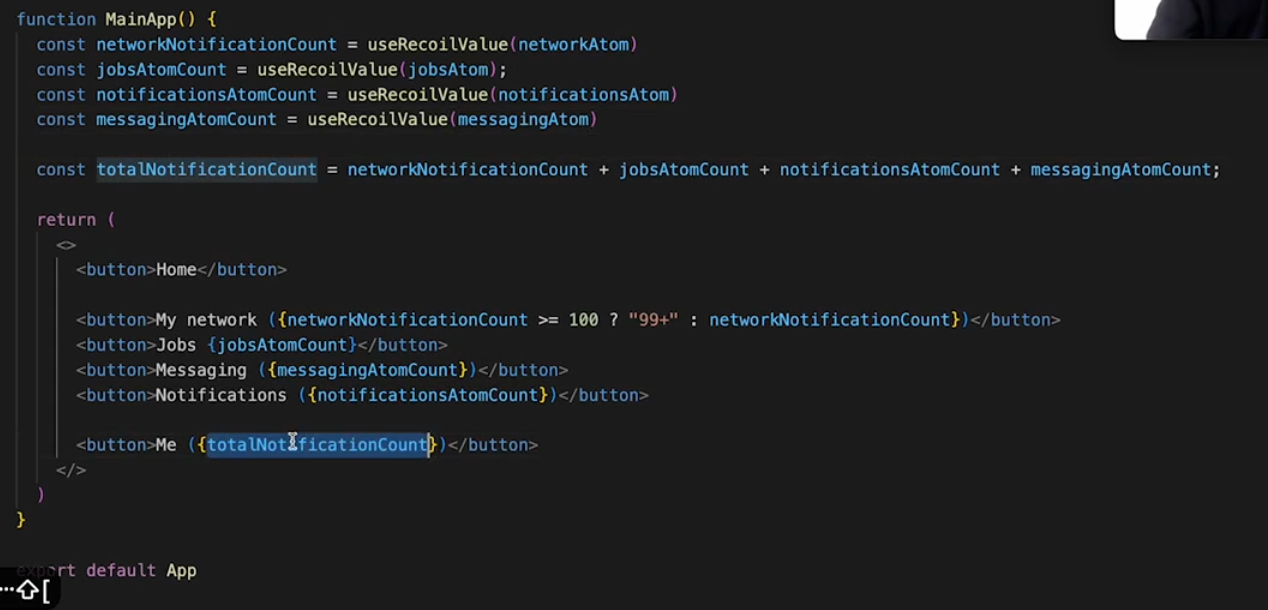 function MainApp() {
const networkNotificationCount = useRecoilValue(networkAtom)
const jobsAtomCount = useRecoilValue(jobsAtom);
const notificationsAtomCount = useRecoilValue(notificationsAtom)
const messagingAtomCount = useRecoilValue(messagingAtom)
const totalNotificationCount = networkNotificationCount + jobsAtomCount + notificationsAtomCount + messagingAtomCount;
return (
<>
<button>Home</button>
<button>My network ({networkNotificationCount >= 100 ? "99+" : networkNotificationCount})</button>
<button>Jobs {jobsAtomCount}</button>
<button>Messaging ({messagingAtomCount})</button>
<button>Notifications ({notificationsAtomCount})</button>
<button>Me ({totalNotificationCount})</button>
</>
)
}
export default App
…⇧[